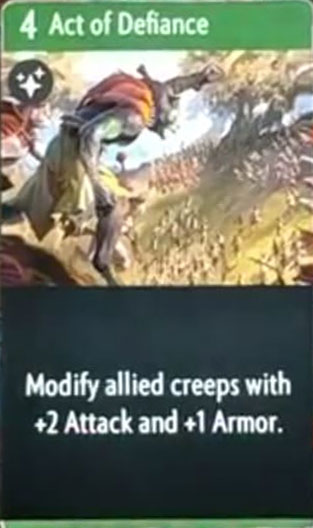 4 Act of Defiance
Modify allied creeps with
+2 Attack and +1 Armor.